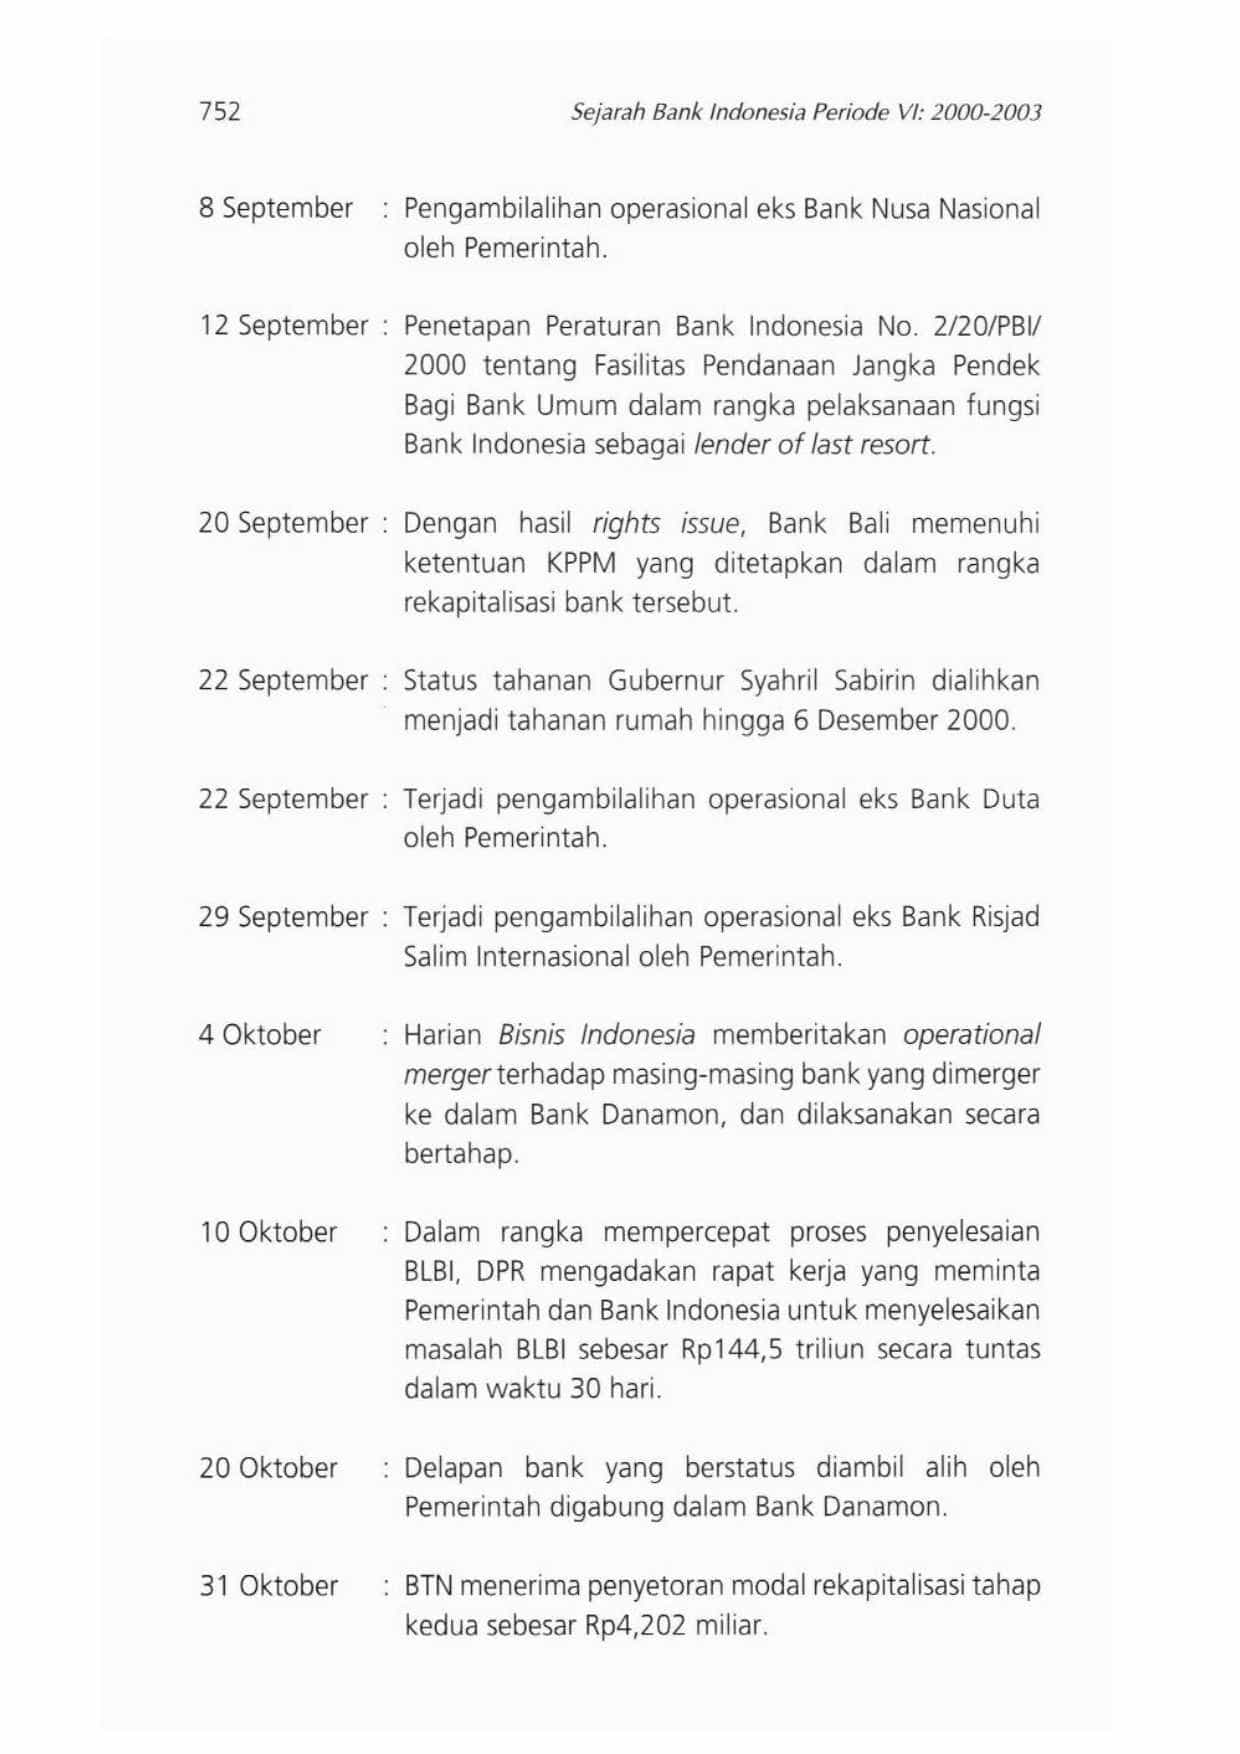 752 Sejarah Bank Indonesia Periode VI: 2000-2003
8 September : Pengambilalihan operasional eks Bank Nusa Nasional
oleh Pemerintah.
12 September : Penetapan Peraturan Bank Indonesia No. 2/20/PBI/
2000 tentang Fasilitas Pendanaan Jangka Pendek
Bagi Bank Umum dalam rangka pelaksanaan fungsi
Bank Indonesia sebagai lender of last resort.
20 September : Dengan hasil rights issue, Bank Bali memenuhi
ketentuan KPPM yang ditetapkan dalam rangka
rekapitalisasi bank tersebut.
22 September : Status tahanan Gubernur Syahril Sabirin dialihkan
menjadi tahanan rumah hingga 6 Desember 2000.
22 September : Terjadi pengambilalihan operasional eks Bank Duta
oleh Pemerintah.
29 September : Terjadi pengambilalihan operasional eks Bank Risjad
Salim Internasional oleh Pemerintah.
4 Oktober : Harian Bisnis Indonesia memberitakan operational
merger terhadap masing-masing bank yang dimerger
ke dalam Bank Danamon, dan dilaksanakan secara
bertahap.
10 Oktober : Dalam rangka mempercepat proses penyelesaian
BLBI, DPR mengadakan rapat kerja yang meminta
Pemerintah dan Bank Indonesia untuk menyelesaikan
masalah BLBI sebesar Rp144,5 triliun secara tuntas
dalam waktu 30 hari.
20 Oktober : Delapan bank yang berstatus diambil alih oleh
Pemerintah digabung dalam Bank Danamon.
31 Oktober : BTN menerima penyetoran modal rekapitalisasi tahap
kedua sebesar Rp4,202 miliar.